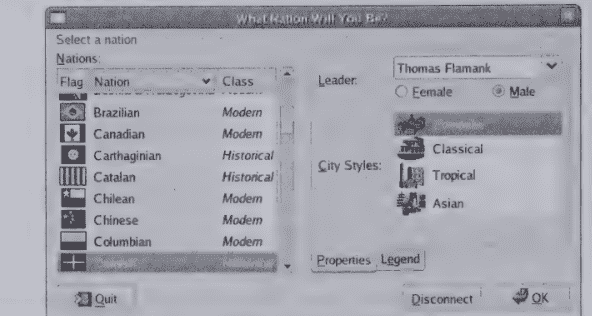 What Nation Will You Be?
Select a nation
Nations:
Flag Nation Class
Brazilian Modern
Canadian Modern
Carthaginian Historical
Catalan Historical
Chilean Modern
Chinese Modern
Columbian Modern
Quit
Leader: Thomas Flamank
Female Male
City Styles:
Classical
Tropical
Asian
Properties Legend
Disconnect OK